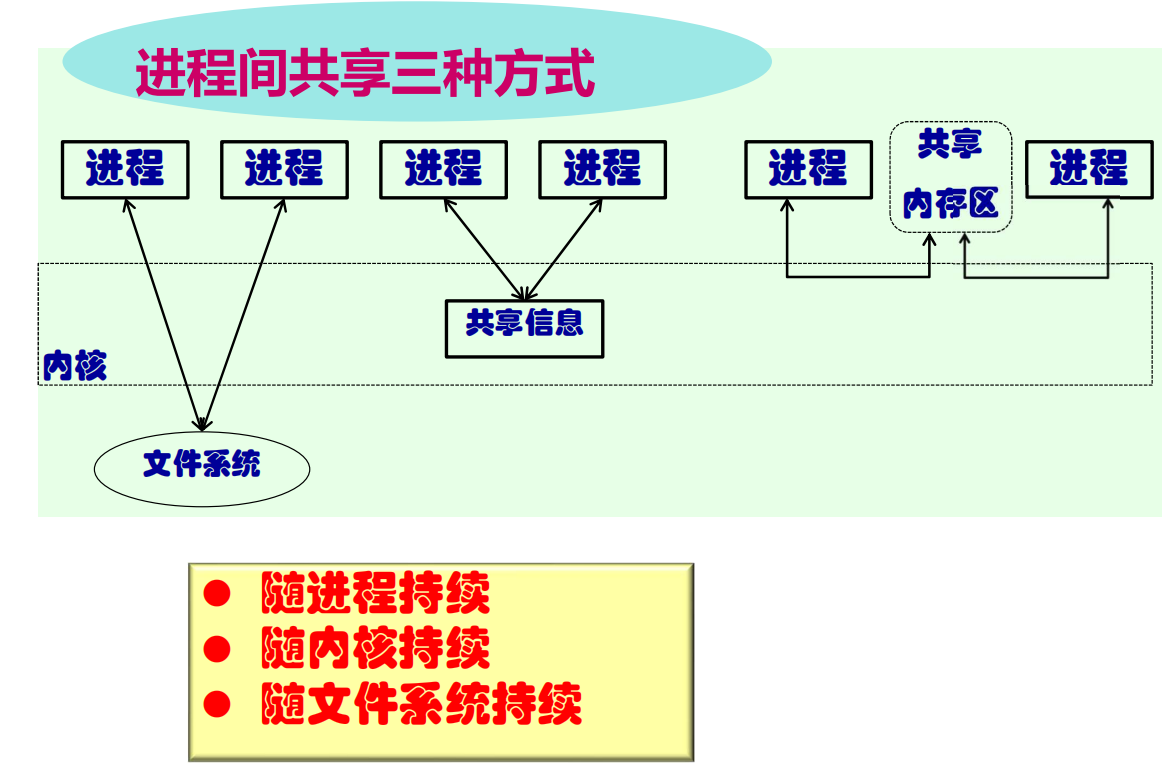 进程间共享三种方式
进程
进程
进程
进程
进程
共享
内存区
进程
共享信息
内核
文件系统
● 随进程持续
● 随内核持续
● 随文件系统持续